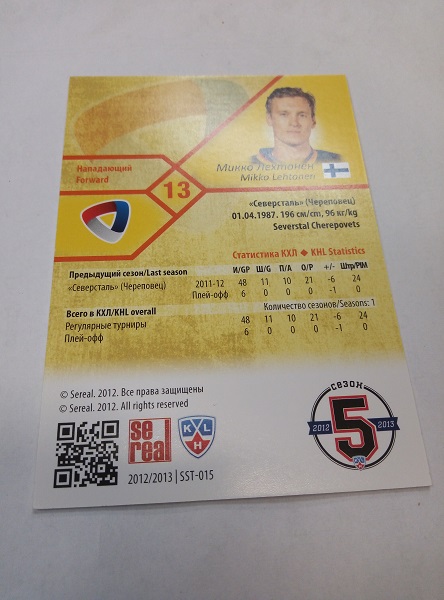 Нападающий
Forward
13
Микко Лехтонен
Mikko Lehtonen
«Северсталь» (Череповец)
01.04.1987. 196 см/cm, 96 кг/kg
Severstal Cherepovets
Статистика КХЛ ◆ KHL Statistics
Предыдущий сезон/Last season И/GP Ш/G П/A О/P +/- Штр/PIM
«Северсталь» (Череповец) 2011-12 48 11 10 21 -6 24
Плей-офф 6 0 0 0 -1 0
Всего в КХЛ/KHL overall Количество сезонов/Seasons: 1
Регулярные турниры 48 11 10 21 -6 24
Плей-офф 6 0 0 0 -1 0
© Sereal. 2012. Все права защищены
© Sereal. 2012. All rights reserved
se real
KHL
2012/2013 | SST-015
СЕЗОН
2012 5 2013